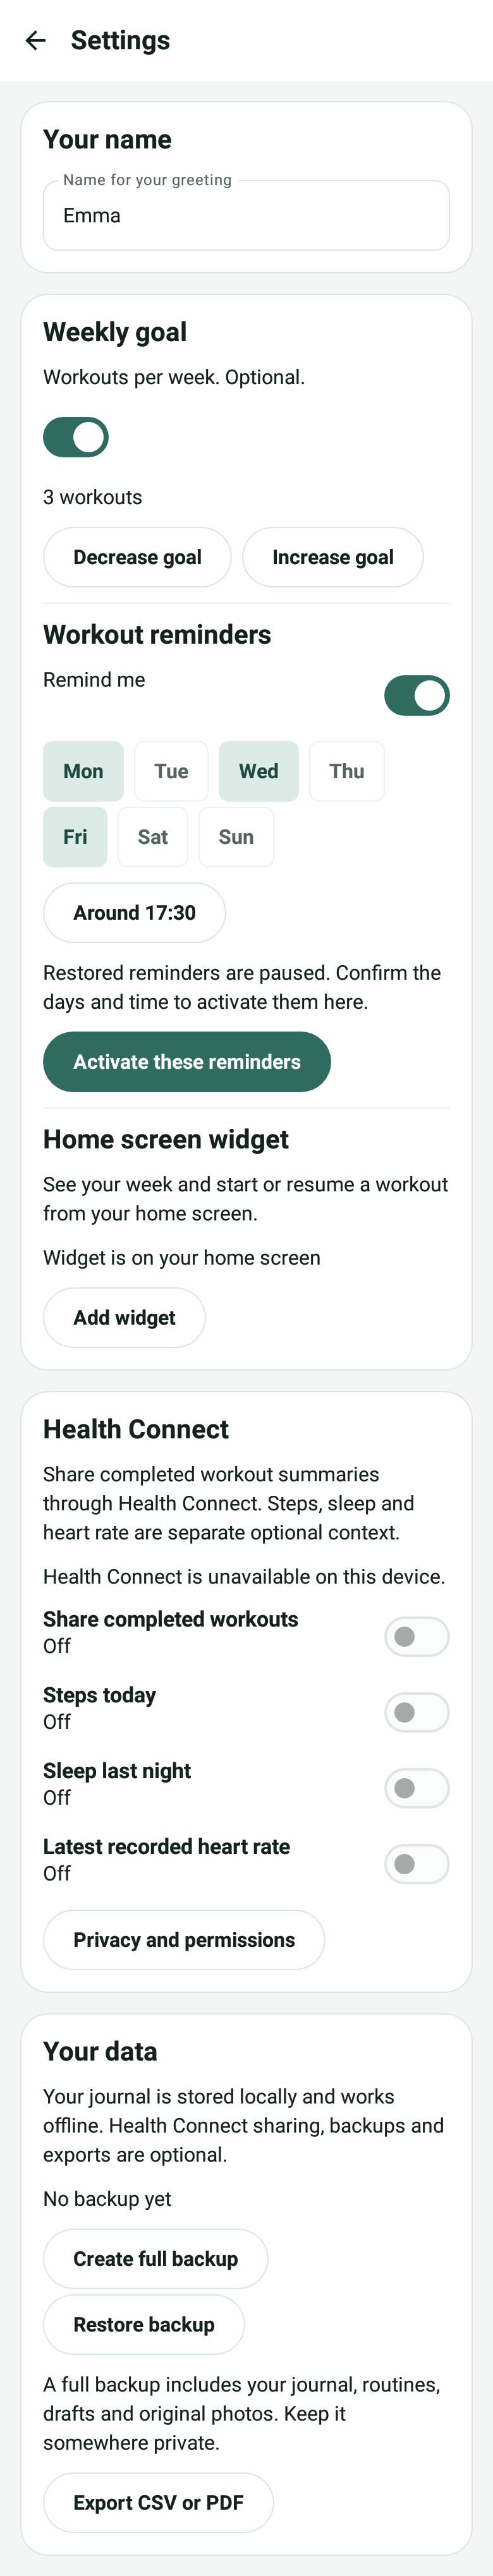 Settings
Your name
Name for your greeting
Emma
Weekly goal
Workouts per week. Optional.
3 workouts
Decrease goal
Increase goal
Workout reminders
Remind me
Mon
Tue
Wed
Thu
Fri
Sat
Sun
Around 17:30
Restored reminders are paused. Confirm the
days and time to activate them here.
Activate these reminders
Home screen widget
See your week and start or resume a workout
from your home screen.
Widget is on your home screen
Add widget
Health Connect
Share completed workout summaries
through Health Connect. Steps, sleep and
heart rate are separate optional context.
Health Connect is unavailable on this device.
Share completed workouts
Off
Steps today
Off
Sleep last night
Off
Latest recorded heart rate
Off
Privacy and permissions
Your data
Your journal is stored locally and works
offline. Health Connect sharing, backups and
exports are optional.
No backup yet
Create full backup
Restore backup
A full backup includes your journal, routines,
drafts and original photos. Keep it
somewhere private.
Export CSV or PDF